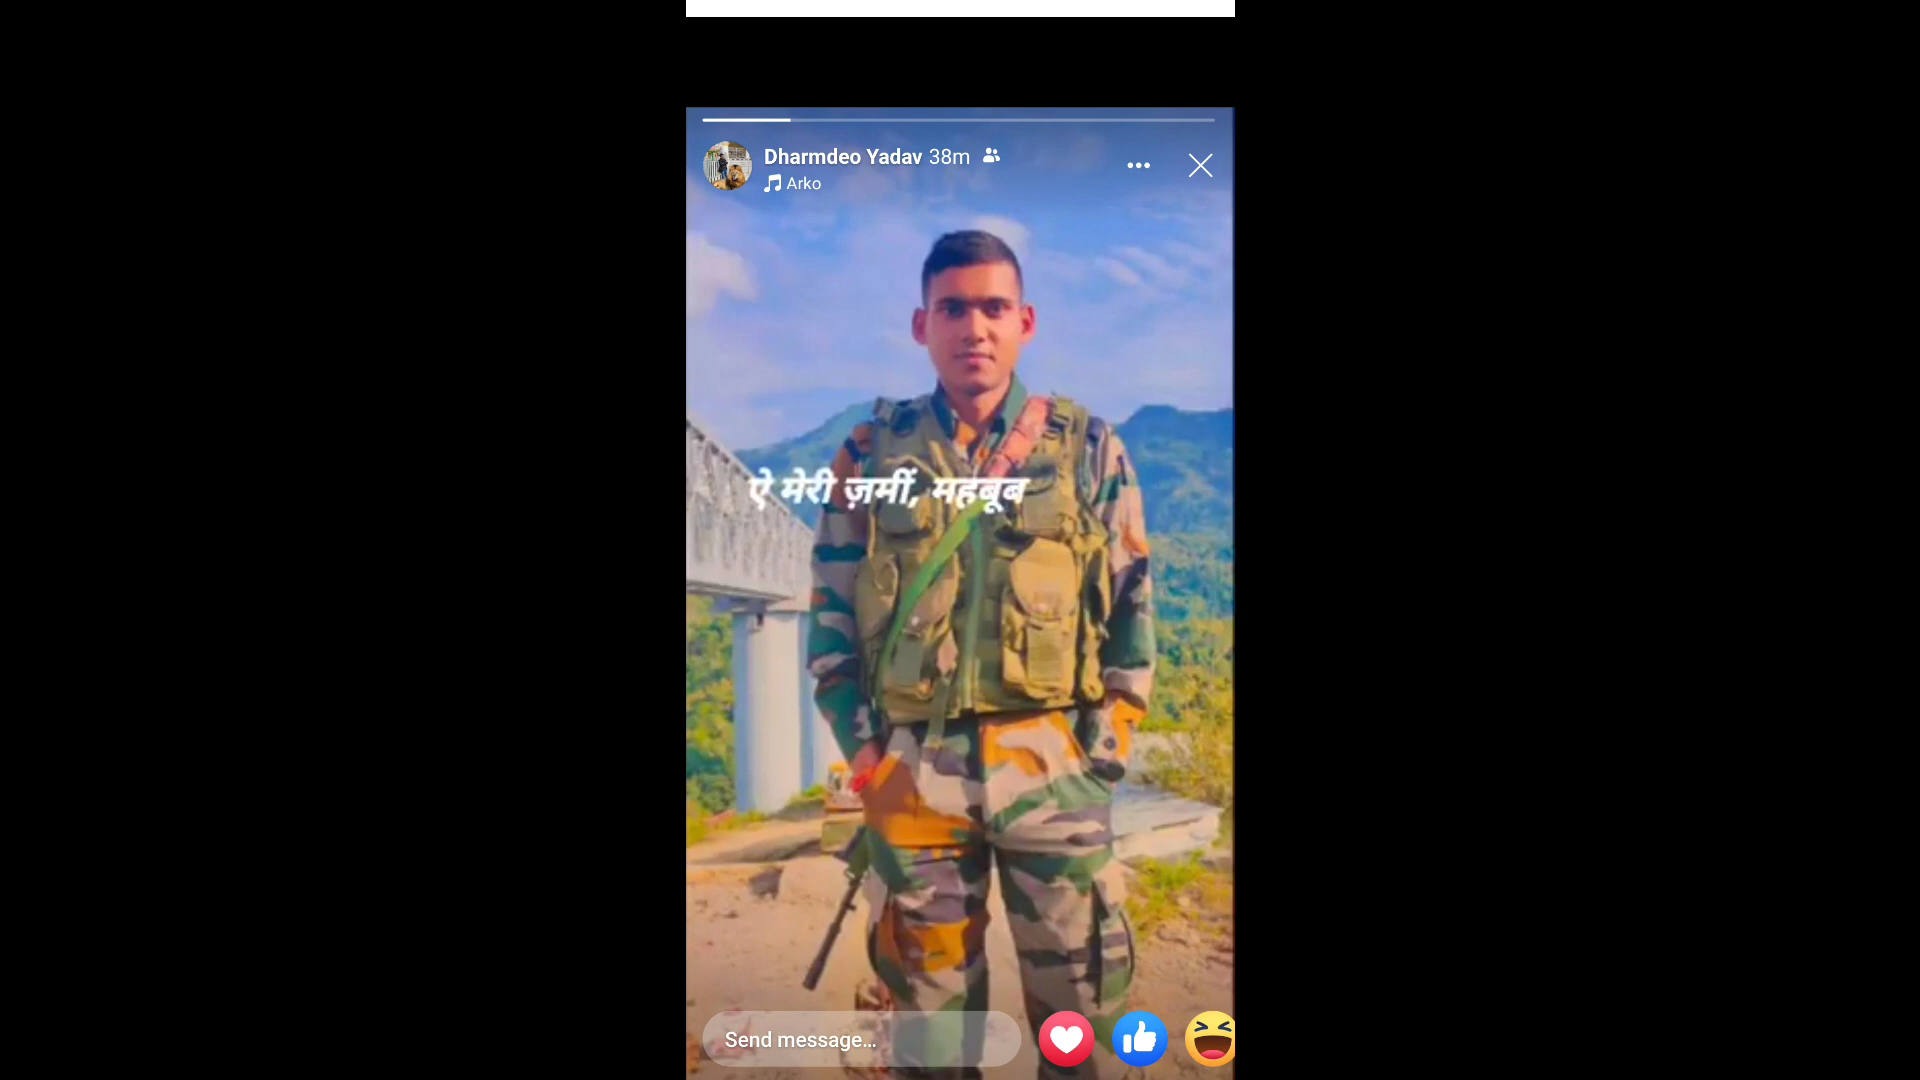 Dharmdeo Yadav 38m
Arko
ऐ मेरी ज़मीं, महबूब
Send message...